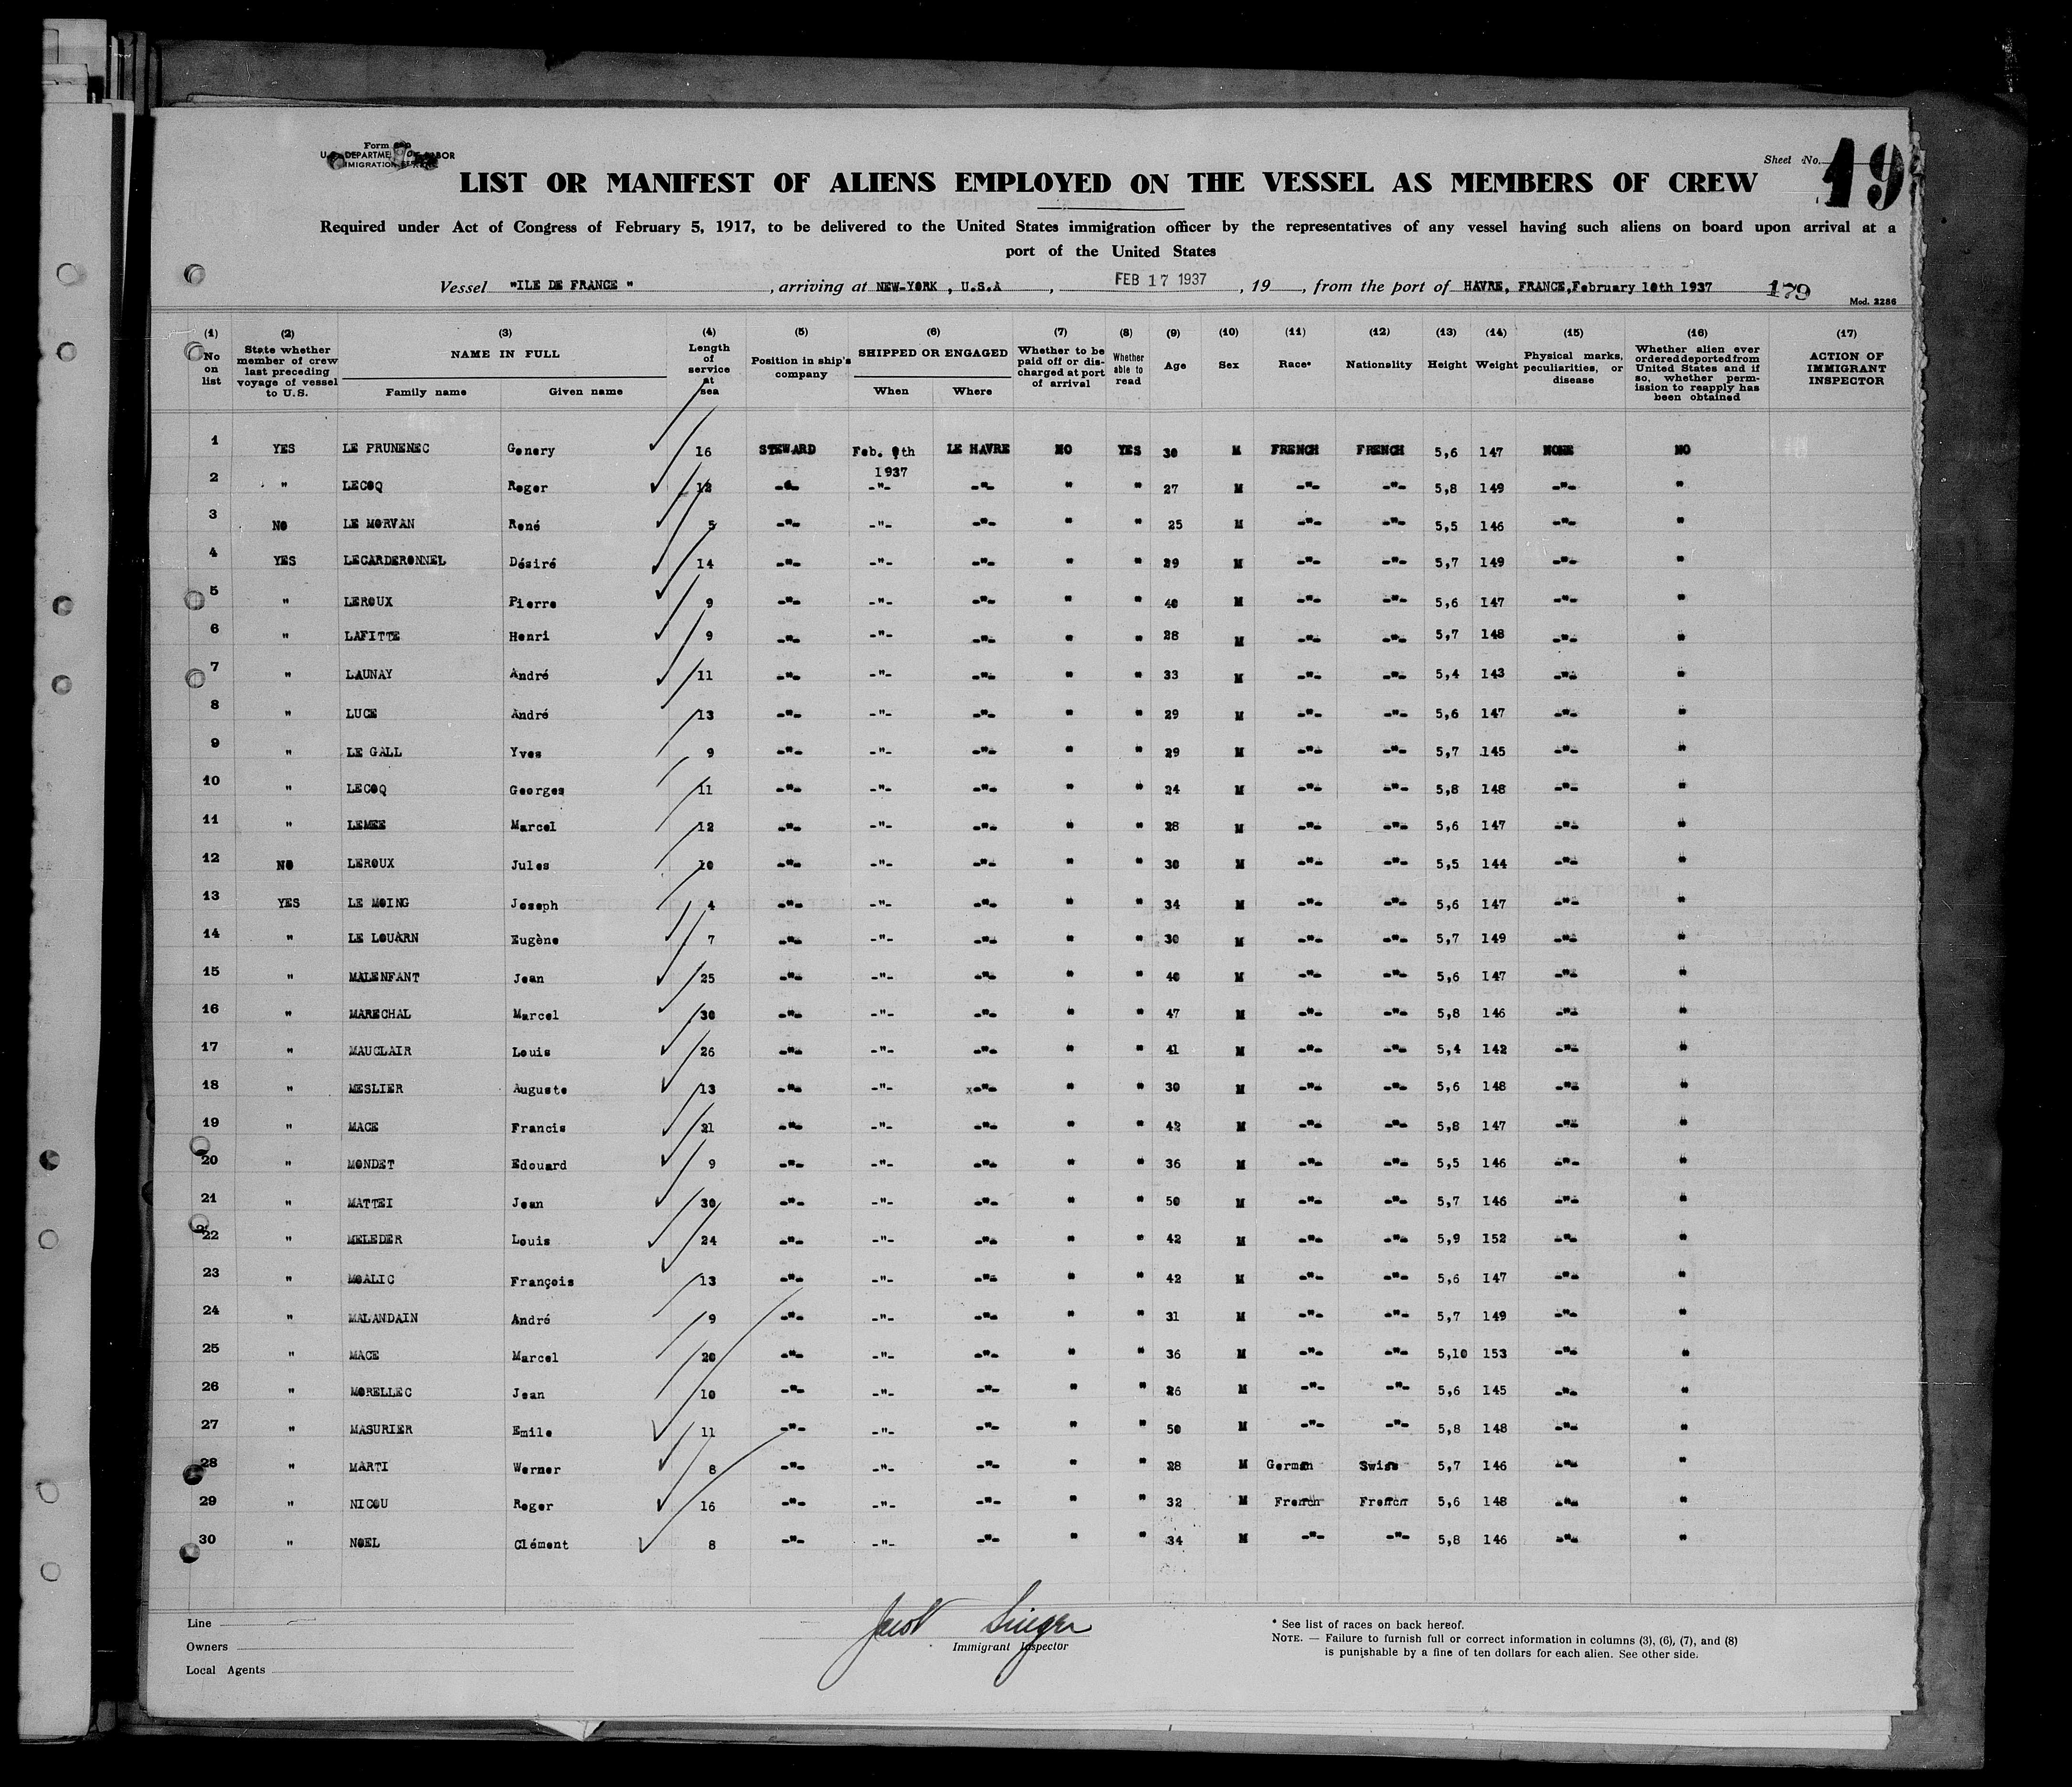 Form
U.S. DEPARTMENT OF LABOR
IMMIGRATION SERVICE
Sheet No. 19
LIST OR MANIFEST OF ALIENS EMPLOYED ON THE VESSEL AS MEMBERS OF CREW
Required under Act of Congress of February 5, 1917, to be delivered to the United States immigration officer by the representatives of any vessel having such aliens on board upon arrival at a
port of the United States
Vessel "ILE DE FRANCE ", arriving at NEW-YORK , U.S.A , FEB 17 1937, 19 , from the port of HAVRE, FRANCE,February 10th 1937 179
Mod. 2286
(1) No on list (2) State whether member of crew last preceding voyage of vessel to U.S. (3) NAME IN FULL Family name Given name (4) Length of service at sea (5) Position in ship's company (6) SHIPPED OR ENGAGED When Where (7) Whether to be paid off or discharged at port of arrival (8) Whether able to read (9) Age (10) Sex (11) Race* (12) Nationality (13) Height (14) Weight (15) Physical marks, peculiarities, or disease (16) Whether alien ever ordered deported from United States and if so, whether permission to reapply has been obtained (17) ACTION OF IMMIGRANT INSPECTOR
1 YES LE PRUNENEC Genery 16 STEWARD Feb. 9th 1937 LE HAVRE NO YES 30 M FRENCH FRENCH 5,6 147 NONE NO
2 " LECOQ Roger 12 -"- -"- -"- " " 27 M -"- -"- 5,8 149 -"- "
3 NO LE MORVAN René 5 -"- -"- -"- " " 25 M -"- -"- 5,5 146 -"- "
4 YES LECARDERONNEL Désiré 14 -"- -"- -"- " " 29 M -"- -"- 5,7 149 -"- "
5 " LEROUX Pierre 9 -"- -"- -"- " " 40 M -"- -"- 5,6 147 -"- "
6 " LAFITTE Henri 9 -"- -"- -"- " " 28 M -"- -"- 5,7 148 -"- "
7 " LAUNAY André 11 -"- -"- -"- " " 33 M -"- -"- 5,4 143 -"- "
8 " LUCE André 13 -"- -"- -"- " " 29 M -"- -"- 5,6 147 -"- "
9 " LE GALL Yves 9 -"- -"- -"- " " 29 M -"- -"- 5,7 145 -"- "
10 " LECOQ Georges 11 -"- -"- -"- " " 24 M -"- -"- 5,8 148 -"- "
11 " LEMEE Marcel 12 -"- -"- -"- " " 28 M -"- -"- 5,6 147 -"- "
12 NO LEROUX Jules 10 -"- -"- -"- " " 30 M -"- -"- 5,5 144 -"- "
13 YES LE MOING Joseph 4 -"- -"- -"- " " 34 M -"- -"- 5,6 147 -"- "
14 " LE LOUARN Eugène 7 -"- -"- -"- " " 30 M -"- -"- 5,7 149 -"- "
15 " MALENFANT Jean 25 -"- -"- -"- " " 40 M -"- -"- 5,6 147 -"- "
16 " MARECHAL Marcel 30 -"- -"- -"- " " 47 M -"- -"- 5,8 146 -"- "
17 " MAUCLAIR Louis 26 -"- -"- -"- " " 41 M -"- -"- 5,4 142 -"- "
18 " MESLIER Auguste 13 -"- -"- x-"- " " 30 M -"- -"- 5,6 148 -"- "
19 " MACE Francis 21 -"- -"- -"- " " 42 M -"- -"- 5,8 147 -"- "
20 " MONDET Edouard 9 -"- -"- -"- " " 36 M -"- -"- 5,5 146 -"- "
21 " MATTEI Jean 30 -"- -"- -"- " " 50 M -"- -"- 5,7 146 -"- "
22 " MELEDER Louis 24 -"- -"- -"- " " 42 M -"- -"- 5,9 152 -"- "
23 " MOALIC François 13 -"- -"- -"- " " 42 M -"- -"- 5,6 147 -"- "
24 " MALANDAIN André 9 -"- -"- -"- " " 31 M -"- -"- 5,7 149 -"- "
25 " MACE Marcel 20 -"- -"- -"- " " 36 M -"- -"- 5,10 153 -"- "
26 " MORELLEC Jean 10 -"- -"- -"- " " 26 M -"- -"- 5,6 145 -"- "
27 " MASURIER Emile 11 -"- -"- -"- " " 50 M -"- -"- 5,8 148 -"- "
28 " MARTI Werner 8 -"- -"- -"- " " 28 M German Swiss 5,7 146 -"- "
29 " NICOU Roger 16 -"- -"- -"- " " 32 M French French 5,6 148 -"- "
30 " NOEL Clément 8 -"- -"- -"- " " 34 M -"- -"- 5,8 146 -"- "
Line
Owners
Local Agents
Jacob Singer
Immigrant Inspector
* See list of races on back hereof.
NOTE. — Failure to furnish full or correct information in columns (3), (6), (7), and (8)
is punishable by a fine of ten dollars for each alien. See other side.